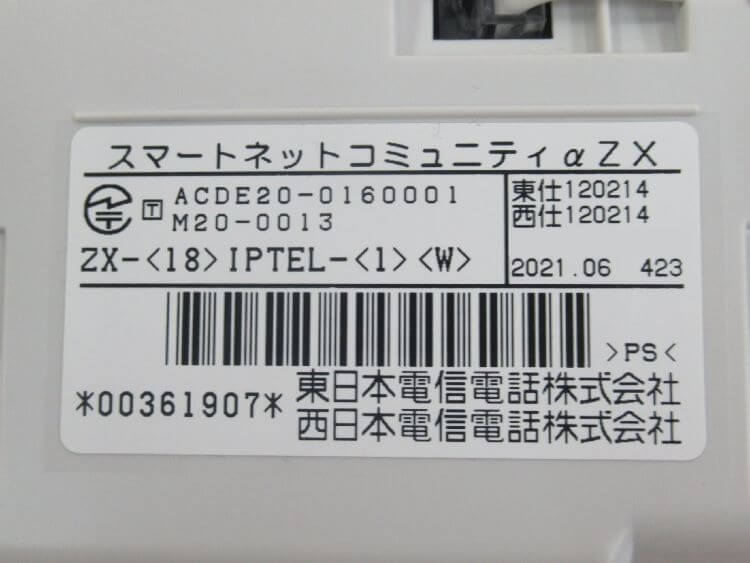 スマートネットコミュニティαZX
T ACDE20-0160001
M20-0013
東仕120214
西仕120214
ZX-<18>IPTEL-<1><W>
2021.06 423
>PS<
*00361907*
東日本電信電話株式会社
西日本電信電話株式会社